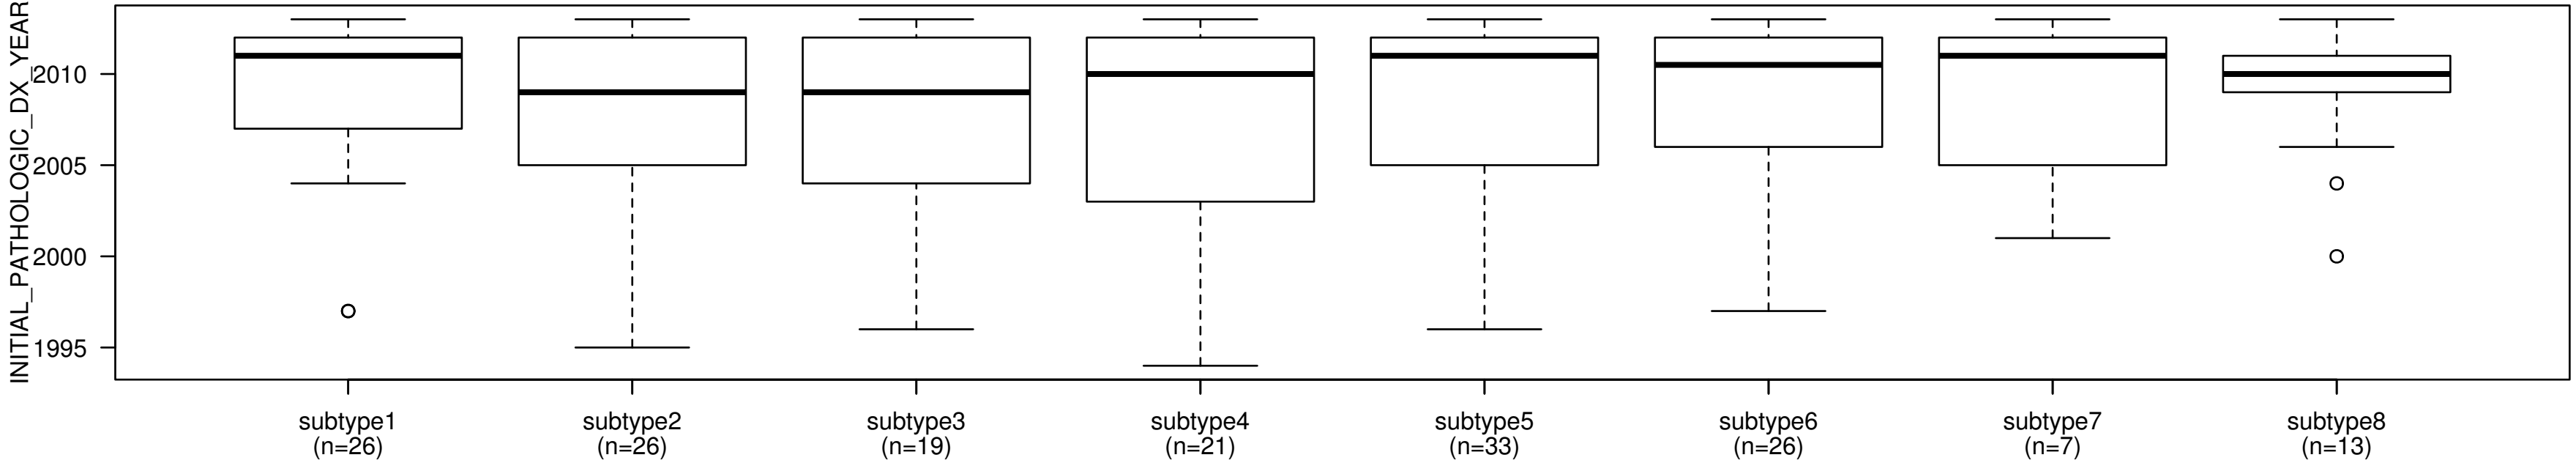 INITIAL_PATHOLOGIC_DX_YEAR
2010
2005
2000
1995
subtype1 subtype2 subtype3 subtype4 subtype5 subtype6 subtype7 subtype8
(n=26) (n=26) (n=19) (n=21) (n=33) (n=26) (n=7) (n=13)